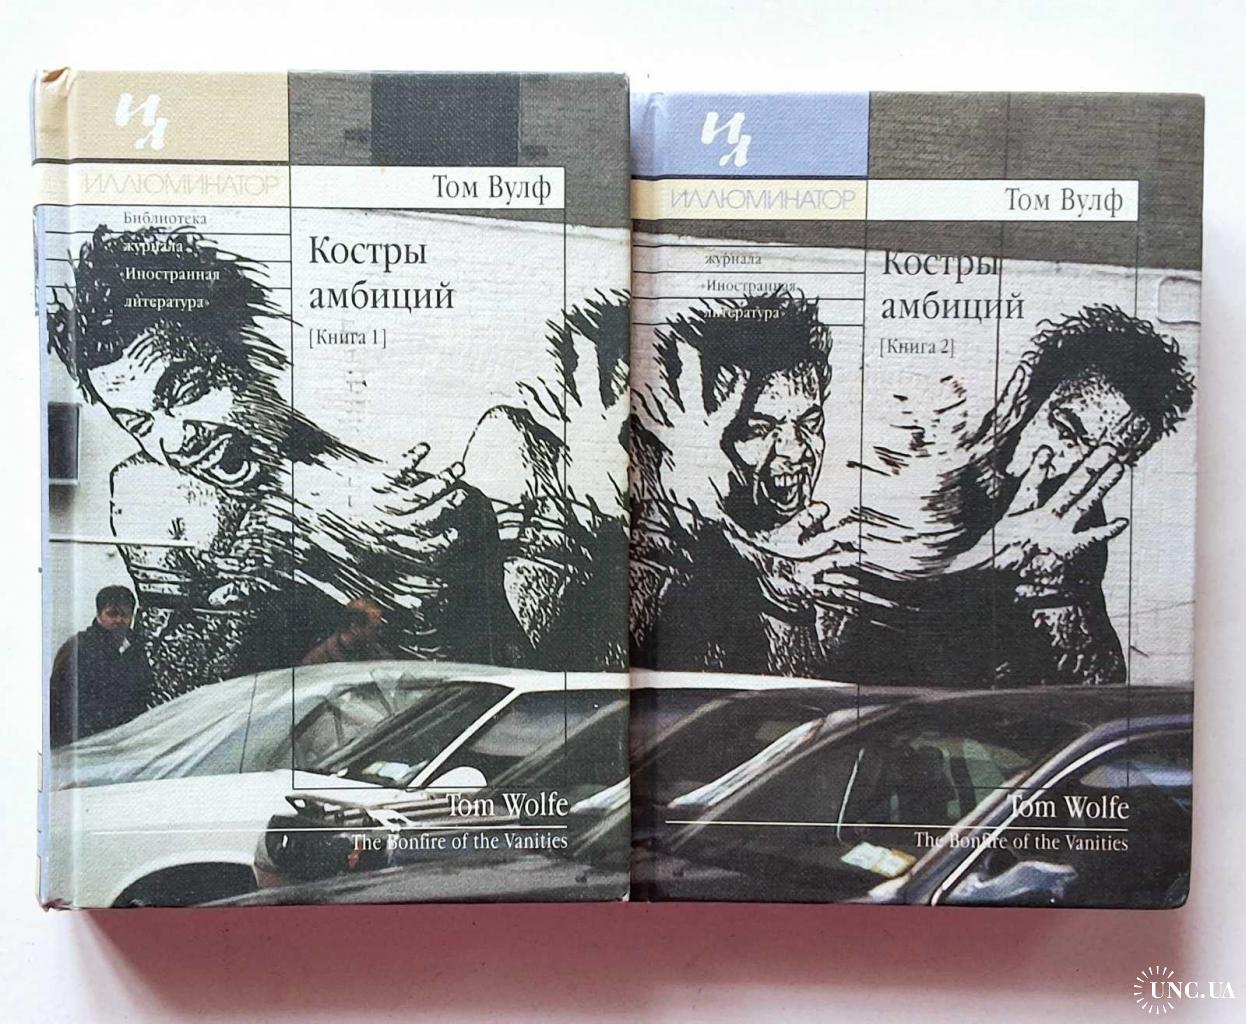 ИЛ
ИЛЛЮМИНАТОР
Том Вулф
Библиотека
журнала
«Иностранная
литература»
Костры
амбиций
[Книга 1]
Tom Wolfe
The Bonfire of the Vanities
ИЛ
ИЛЛЮМИНАТОР
Том Вулф
Библиотека
журнала
«Иностранная
литература»
Костры
амбиций
[Книга 2]
Tom Wolfe
The Bonfire of the Vanities
UNC.UA